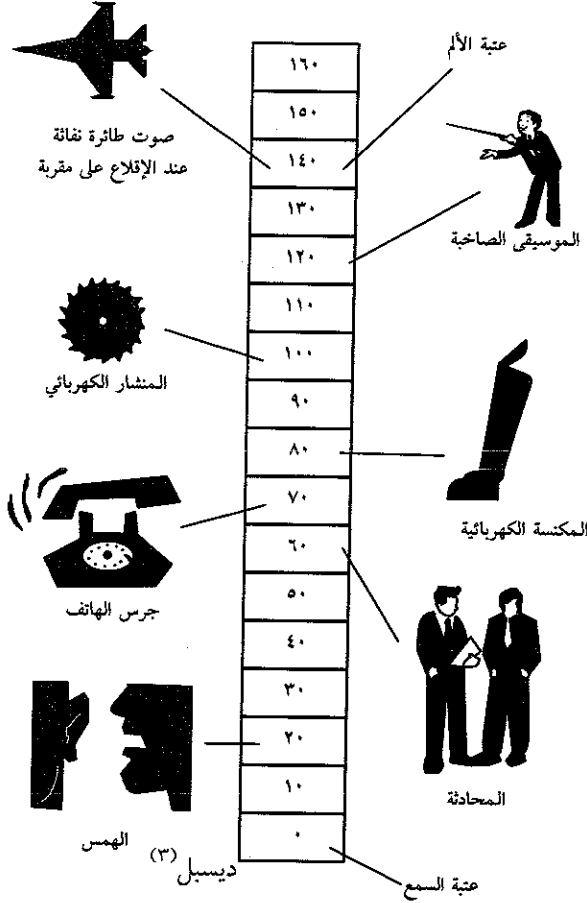 عتبة الألم
١٦٠
١٥٠
صوت طائرة نفاثة
عند الإقلاع على مقربة
١٤٠
١٣٠
الموسيقى الصاخبة
١٢٠
١١٠
١٠٠
المنشار الكهربائي
٩٠
٨٠
٧٠
المكنسة الكهربائية
٦٠
جرس الهاتف
٥٠
٤٠
٣٠
٢٠
١٠
المحادثة
٠
الهمس
ديسبل (٣)
عتبة السمع